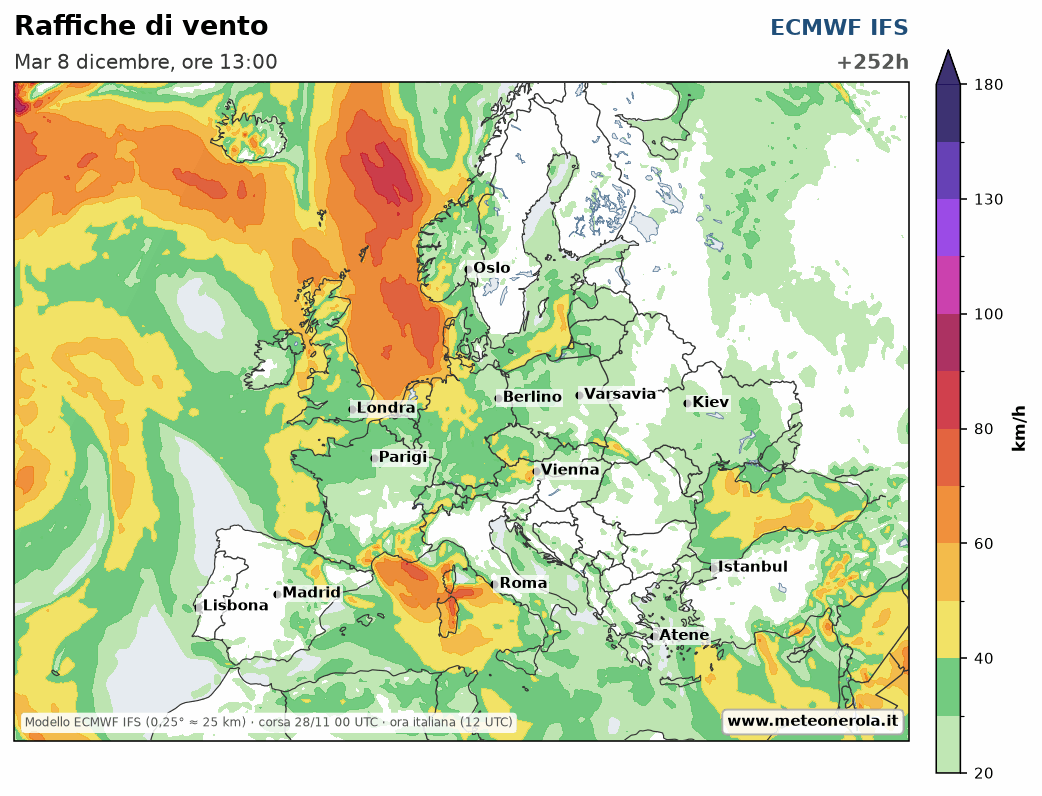 Raffiche di vento
ECMWF IFS
Mar 8 dicembre, ore 13:00
+252h
180
130
100
80
60
40
20
km/h
Oslo
Londra
Berlino
Varsavia
Kiev
Parigi
Vienna
Istanbul
Roma
Madrid
Lisbona
Atene
Modello ECMWF IFS (0,25° ≈ 25 km) · corsa 28/11 00 UTC · ora italiana (12 UTC)
www.meteonerola.it